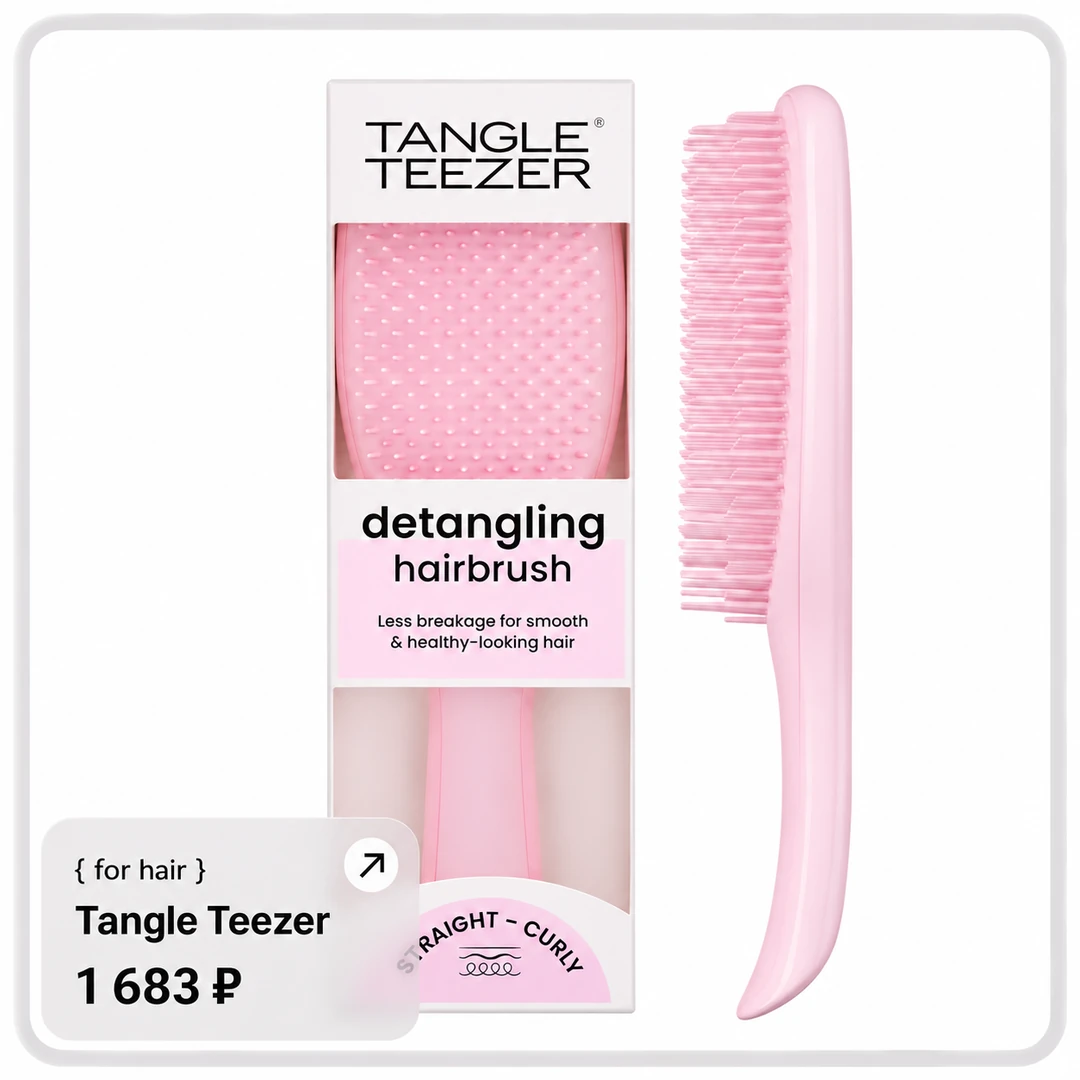 TANGLE®
TEEZER
detangling
hairbrush
Less breakage for smooth
& healthy-looking hair
STRAIGHT – CURLY
{ for hair }
Tangle Teezer
1 683 ₽